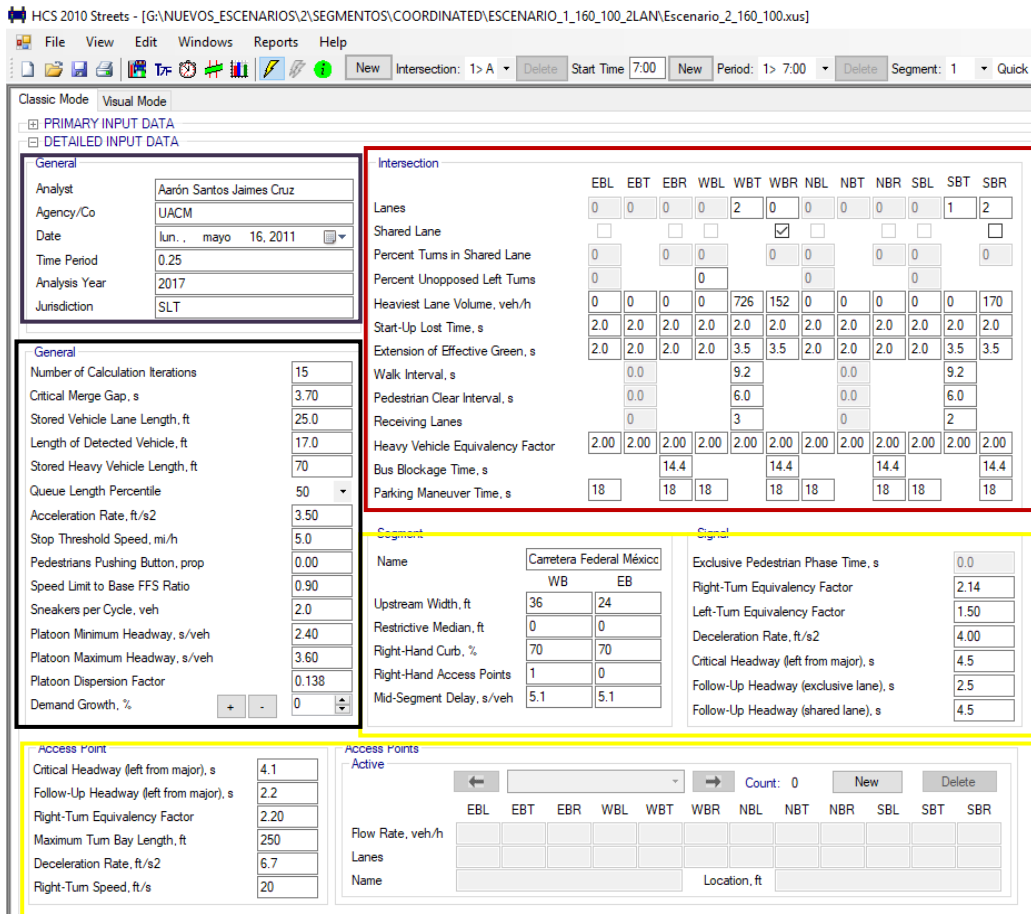 HCS 2010 Streets - [G:\NUEVOS_ESCENARIOS\2\SEGMENTOS\COORDINATED\ESCENARIO_1_160_100_2LAN\Escenario_2_160_100.xus]
File View Edit Windows Reports Help
New Intersection: 1> A Delete Start Time 7:00 New Period: 1> 7:00 Delete Segment: 1 Quick
Classic Mode Visual Mode
PRIMARY INPUT DATA
DETAILED INPUT DATA
General
Analyst Aarón Santos Jaimes Cruz
Agency/Co UACM
Date lun. , mayo 16, 2011
Time Period 0.25
Analysis Year 2017
Jurisdiction SLT
General
Number of Calculation Iterations 15
Critical Merge Gap, s 3.70
Stored Vehicle Lane Length, ft 25.0
Length of Detected Vehicle, ft 17.0
Stored Heavy Vehicle Length, ft 70
Queue Length Percentile 50
Acceleration Rate, ft/s2 3.50
Stop Threshold Speed, mi/h 5.0
Pedestrians Pushing Button, prop 0.00
Speed Limit to Base FFS Ratio 0.90
Sneakers per Cycle, veh 2.0
Platoon Minimum Headway, s/veh 2.40
Platoon Maximum Headway, s/veh 3.60
Platoon Dispersion Factor 0.138
Demand Growth, % + - 0
Intersection
EBL EBT EBR WBL WBT WBR NBL NBT NBR SBL SBT SBR
Lanes 0 0 0 0 2 0 0 0 0 0 1 2
Shared Lane
Percent Turns in Shared Lane 0 0 0 0 0 0 0 0
Percent Unopposed Left Turns 0 0 0 0
Heaviest Lane Volume, veh/h 0 0 0 0 726 152 0 0 0 0 0 170
Start-Up Lost Time, s 2.0 2.0 2.0 2.0 2.0 2.0 2.0 2.0 2.0 2.0 2.0 2.0
Extension of Effective Green, s 2.0 2.0 2.0 2.0 3.5 3.5 2.0 2.0 2.0 2.0 3.5 3.5
Walk Interval, s 0.0 9.2 0.0 9.2
Pedestrian Clear Interval, s 0.0 6.0 0.0 6.0
Receiving Lanes 0 3 0 2
Heavy Vehicle Equivalency Factor 2.00 2.00 2.00 2.00 2.00 2.00 2.00 2.00 2.00 2.00 2.00 2.00
Bus Blockage Time, s 14.4 14.4 14.4 14.4
Parking Maneuver Time, s 18 18 18 18 18 18 18 18
Segment
Name Carretera Federal Méxicc
WB EB
Upstream Width, ft 36 24
Restrictive Median, ft 0 0
Right-Hand Curb, % 70 70
Right-Hand Access Points 1 0
Mid-Segment Delay, s/veh 5.1 5.1
Signal
Exclusive Pedestrian Phase Time, s 0.0
Right-Turn Equivalency Factor 2.14
Left-Turn Equivalency Factor 1.50
Deceleration Rate, ft/s2 4.00
Critical Headway (left from major), s 4.5
Follow-Up Headway (exclusive lane), s 2.5
Follow-Up Headway (shared lane), s 4.5
Access Point
Critical Headway (left from major), s 4.1
Follow-Up Headway (left from major), s 2.2
Right-Turn Equivalency Factor 2.20
Maximum Turn Bay Length, ft 250
Deceleration Rate, ft/s2 6.7
Right-Turn Speed, ft/s 20
Access Points
Active
Count: 0 New Delete
EBL EBT EBR WBL WBT WBR NBL NBT NBR SBL SBT SBR
Flow Rate, veh/h
Lanes
Name Location, ft